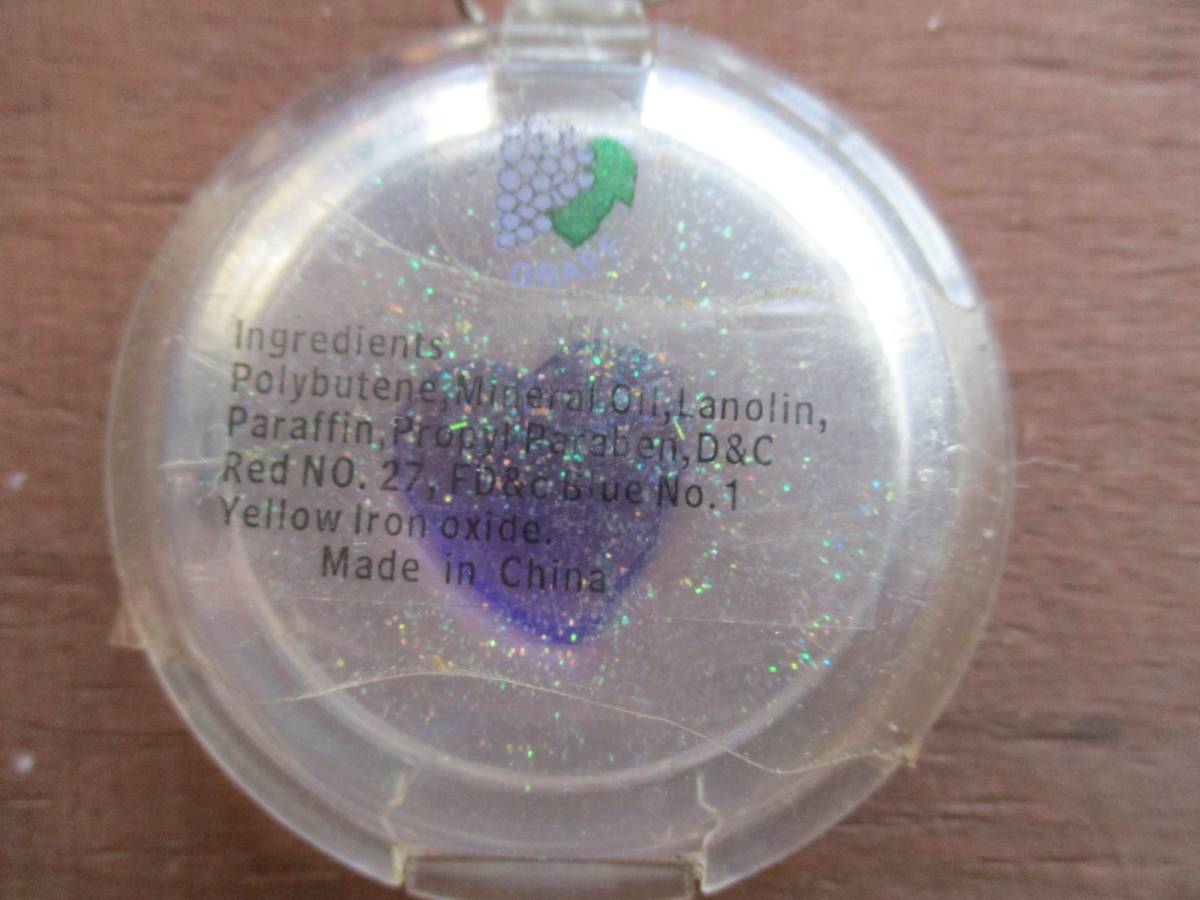 GRAPE
Ingredients
Polybutene,Mineral Oil,Lanolin,
Paraffin,Propyl Paraben,D&C
Red NO. 27, FD&c Blue No.1
Yellow Iron oxide.
Made in China